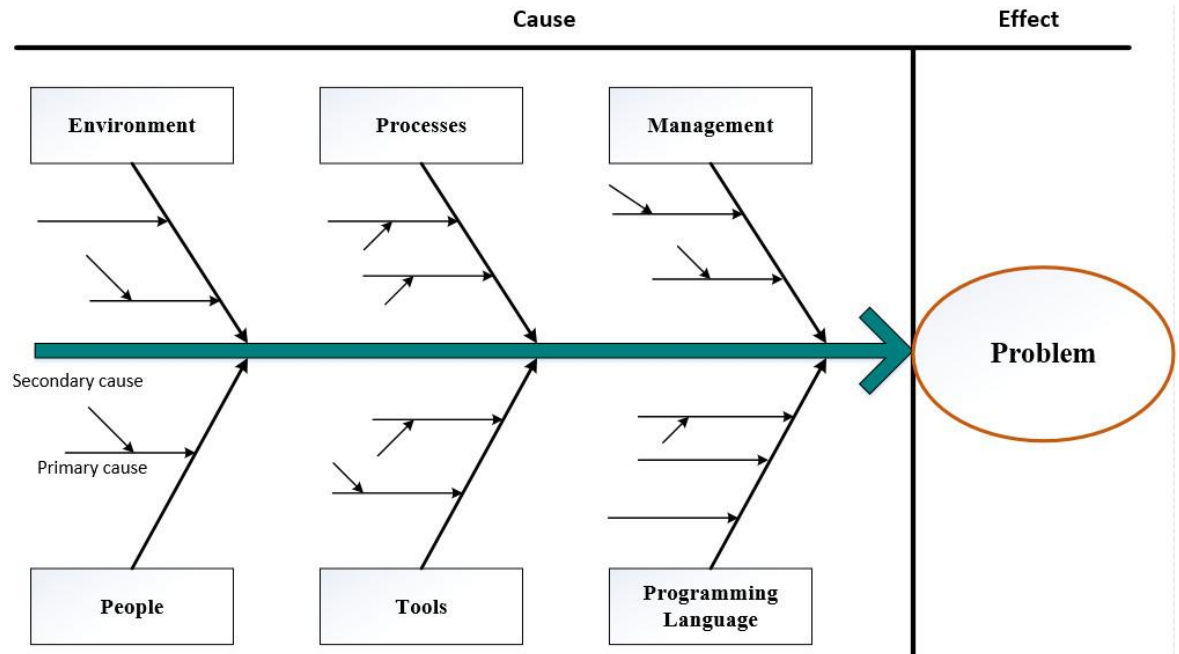 Cause
Effect
Environment
Processes
Management
Problem
Secondary cause
Primary cause
People
Tools
Programming
Language